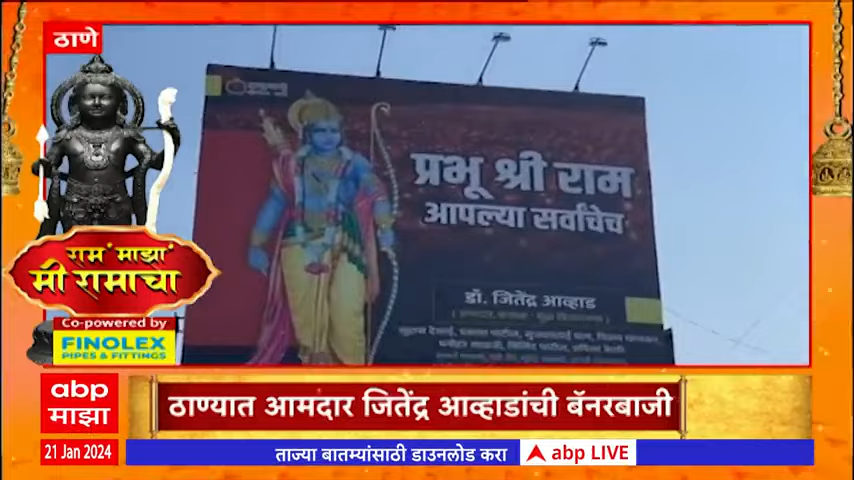 ठाणे
प्रभू श्री राम
आपल्या सर्वांचेच
डॉ. जितेंद्र आव्हाड
राम माझा
मी रामाचा
Co-powered by
FINOLEX
PIPES & FITTINGS
abp
माझा
ठाण्यात आमदार जितेंद्र आव्हाडांची बॅनरबाजी
21 Jan 2024
ताज्या बातम्यांसाठी डाउनलोड करा
abp LIVE